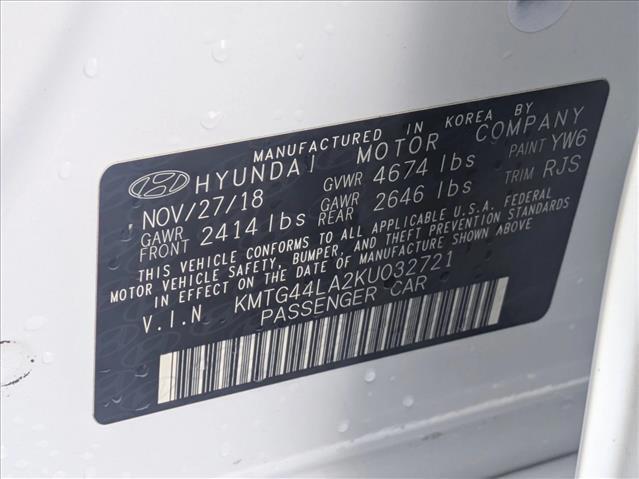 MANUFACTURED IN KOREA BY
HYUNDAI MOTOR COMPANY
NOV/27/18 GVWR 4674 lbs PAINT YW6
GAWR FRONT 2414 lbs GAWR REAR 2646 lbs TRIM RJS
THIS VEHICLE CONFORMS TO ALL APPLICABLE U.S.A. FEDERAL
MOTOR VEHICLE SAFETY, BUMPER, AND THEFT PREVENTION STANDARDS
IN EFFECT ON THE DATE OF MANUFACTURE SHOWN ABOVE.
V.I.N KMTG44LA2KU032721
PASSENGER CAR